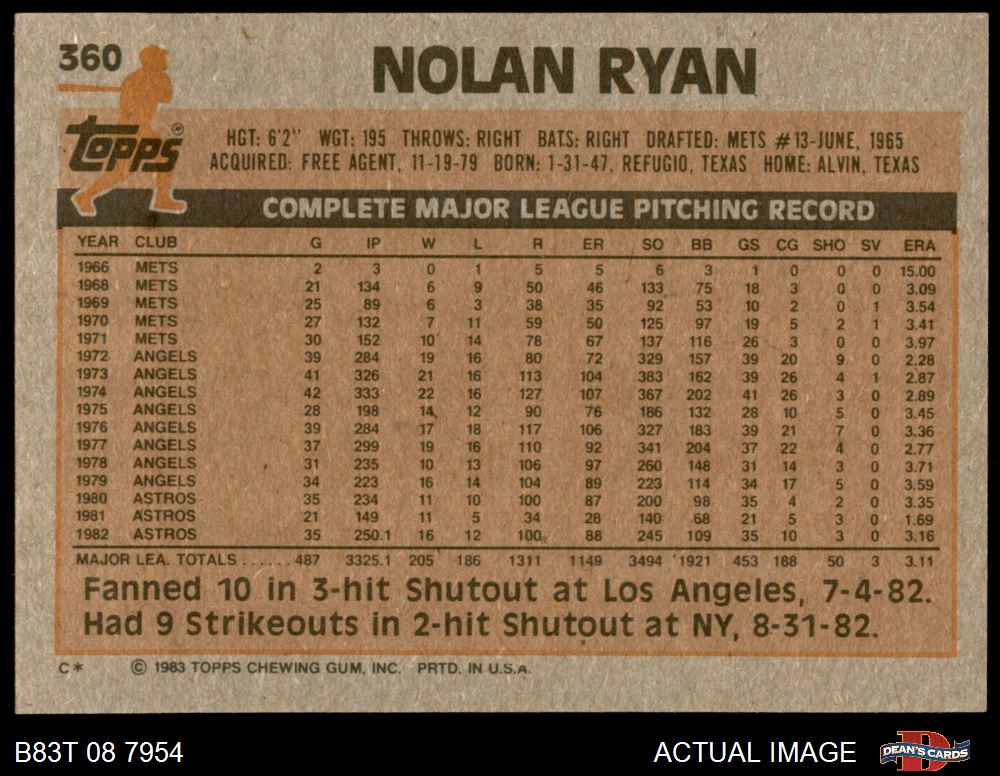 360
NOLAN RYAN
Topps®
HGT: 6'2" WGT: 195 THROWS: RIGHT BATS: RIGHT DRAFTED: METS #13-JUNE, 1965
ACQUIRED: FREE AGENT, 11-19-79 BORN: 1-31-47, REFUGIO, TEXAS HOME: ALVIN, TEXAS
COMPLETE MAJOR LEAGUE PITCHING RECORD
YEAR CLUB G IP W L R ER SO BB GS CG SHO SV ERA
1966 METS 2 3 0 1 5 5 6 3 1 0 0 0 15.00
1968 METS 21 134 6 9 50 46 133 75 18 3 0 0 3.09
1969 METS 25 89 6 3 38 35 92 53 10 2 0 1 3.54
1970 METS 27 132 7 11 59 50 125 97 19 5 2 1 3.41
1971 METS 30 152 10 14 78 67 137 116 26 3 0 0 3.97
1972 ANGELS 39 284 19 16 80 72 329 157 39 20 9 0 2.28
1973 ANGELS 41 326 21 16 113 104 383 162 39 26 4 1 2.87
1974 ANGELS 42 333 22 16 127 107 367 202 41 26 3 0 2.89
1975 ANGELS 28 198 14 12 90 76 186 132 28 10 5 0 3.45
1976 ANGELS 39 284 17 18 117 106 327 183 39 21 7 0 3.36
1977 ANGELS 37 299 19 16 110 92 341 204 37 22 4 0 2.77
1978 ANGELS 31 235 10 13 106 97 260 148 31 14 3 0 3.71
1979 ANGELS 34 223 16 14 104 89 223 114 34 17 5 0 3.59
1980 ASTROS 35 234 11 10 100 87 200 98 35 4 2 0 3.35
1981 ASTROS 21 149 11 5 34 28 140 68 21 5 3 0 1.69
1982 ASTROS 35 250.1 16 12 100 88 245 109 35 10 3 0 3.16
MAJOR LEA. TOTALS ...... 487 3325.1 205 186 1311 1149 3494 1921 453 188 50 3 3.11
Fanned 10 in 3-hit Shutout at Los Angeles, 7-4-82.
Had 9 Strikeouts in 2-hit Shutout at NY, 8-31-82.
C* © 1983 TOPPS CHEWING GUM, INC. PRTD. IN U.S.A.
B83T 08 7954 ACTUAL IMAGE D DEAN'S CARDS